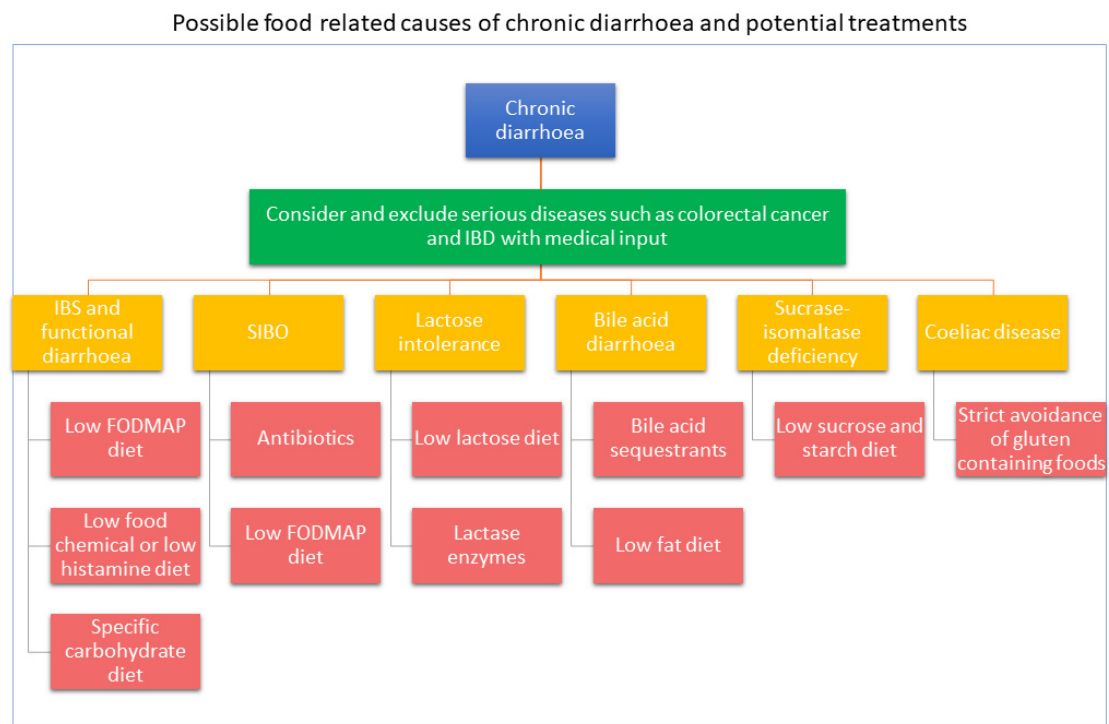 Possible food related causes of chronic diarrhoea and potential treatments
Chronic
diarrhoea
Consider and exclude serious diseases such as colorectal cancer
and IBD with medical input
IBS and
functional
diarrhoea
SIBO
Lactose
intolerance
Bile acid
diarrhoea
Sucrase-
isomaltase
deficiency
Coeliac disease
Low FODMAP
diet
Antibiotics
Low lactose diet
Bile acid
sequestrants
Low sucrose and
starch diet
Strict avoidance
of gluten
containing foods
Low food
chemical or low
histamine diet
Low FODMAP
diet
Lactase
enzymes
Low fat diet
Specific
carbohydrate
diet